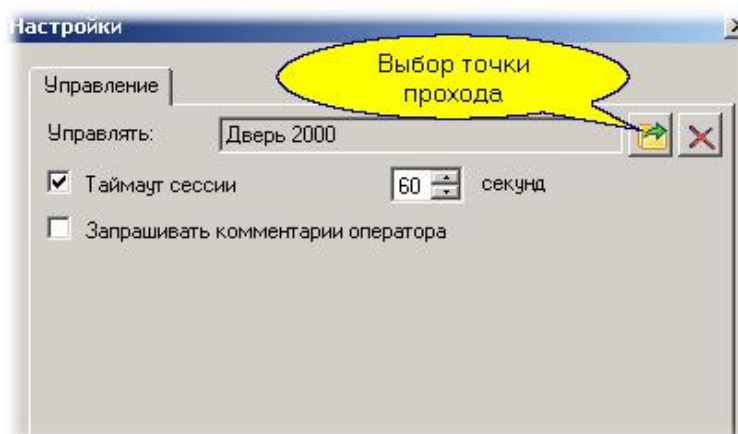 Настройки
Выбор точки
прохода
Управление
Управлять: Дверь 2000
Таймаут сессии 60 секунд
Запрашивать комментарии оператора